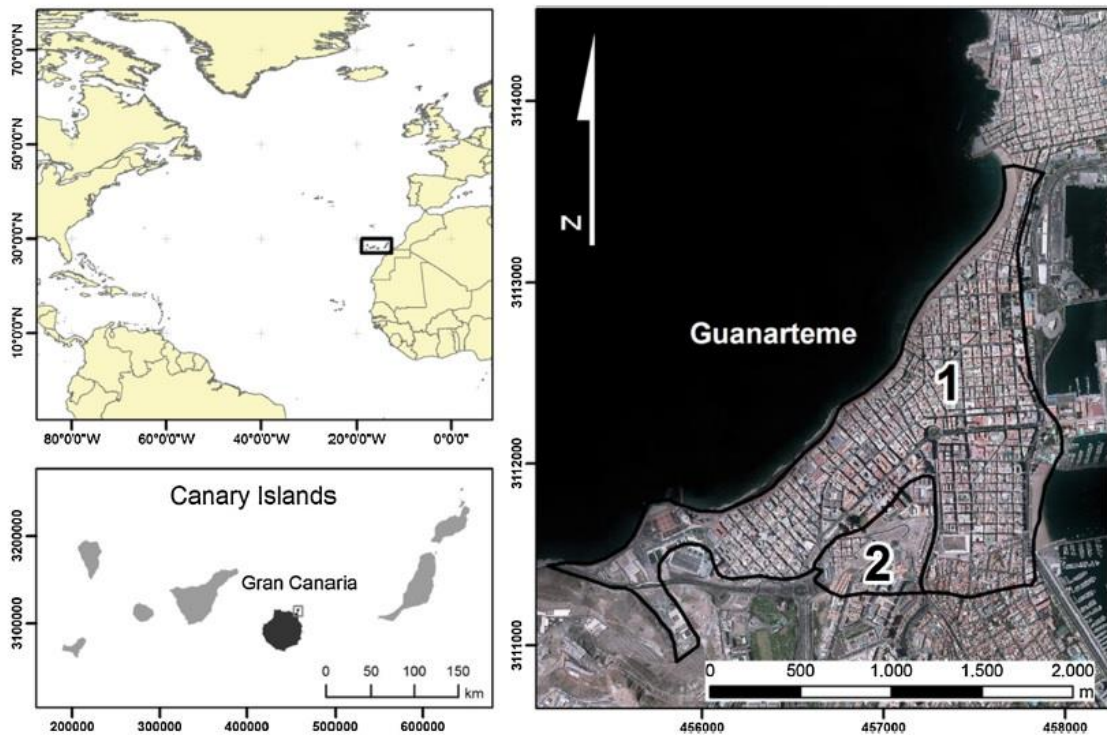 70°0'0"N
50°0'0"N
30°0'0"N
10°0'0"N
80°0'0"W
60°0'0"W
40°0'0"W
20°0'0"W
0°0'0"
Canary Islands
Gran Canaria
3200000
3100000
0 50 100 150
km
200000 300000 400000 500000 600000
3114000
3113000
3112000
3111000
N
Guanarteme
1
2
0 500 1.000 1.500 2.000
m
456000 457000 458000